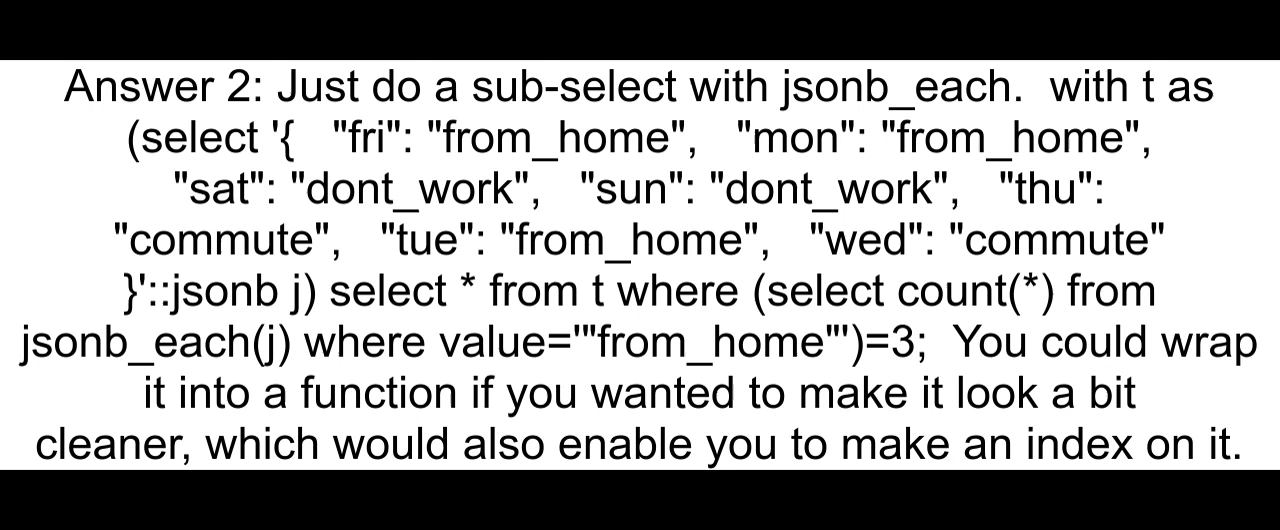 Answer 2: Just do a sub-select with jsonb_each.  with t as
(select '{   "fri": "from_home",   "mon": "from_home",
"sat": "dont_work",   "sun": "dont_work",   "thu":
"commute",   "tue": "from_home",   "wed": "commute"
}'::jsonb j) select * from t where (select count(*) from
jsonb_each(j) where value='"from_home"')=3;  You could wrap
it into a function if you wanted to make it look a bit
cleaner, which would also enable you to make an index on it.